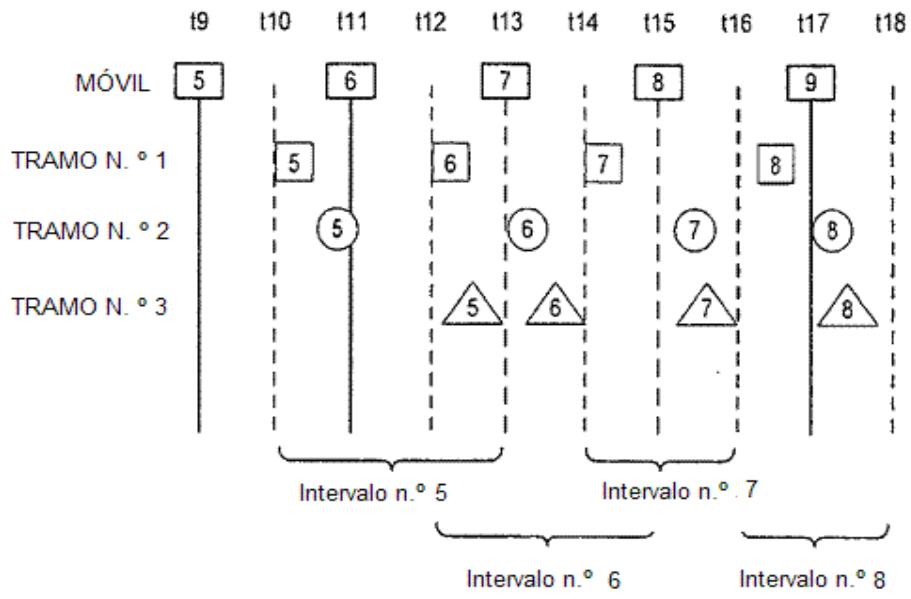 t9 t10 t11 t12 t13 t14 t15 t16 t17 t18
MÓVIL 5 6 7 8 9
TRAMO N. º 1 5 6 7 8
TRAMO N. º 2 5 6 7 8
TRAMO N. º 3 5 6 7 8
Intervalo n.º 5 Intervalo n.º 7
Intervalo n.º 6 Intervalo n.º 8